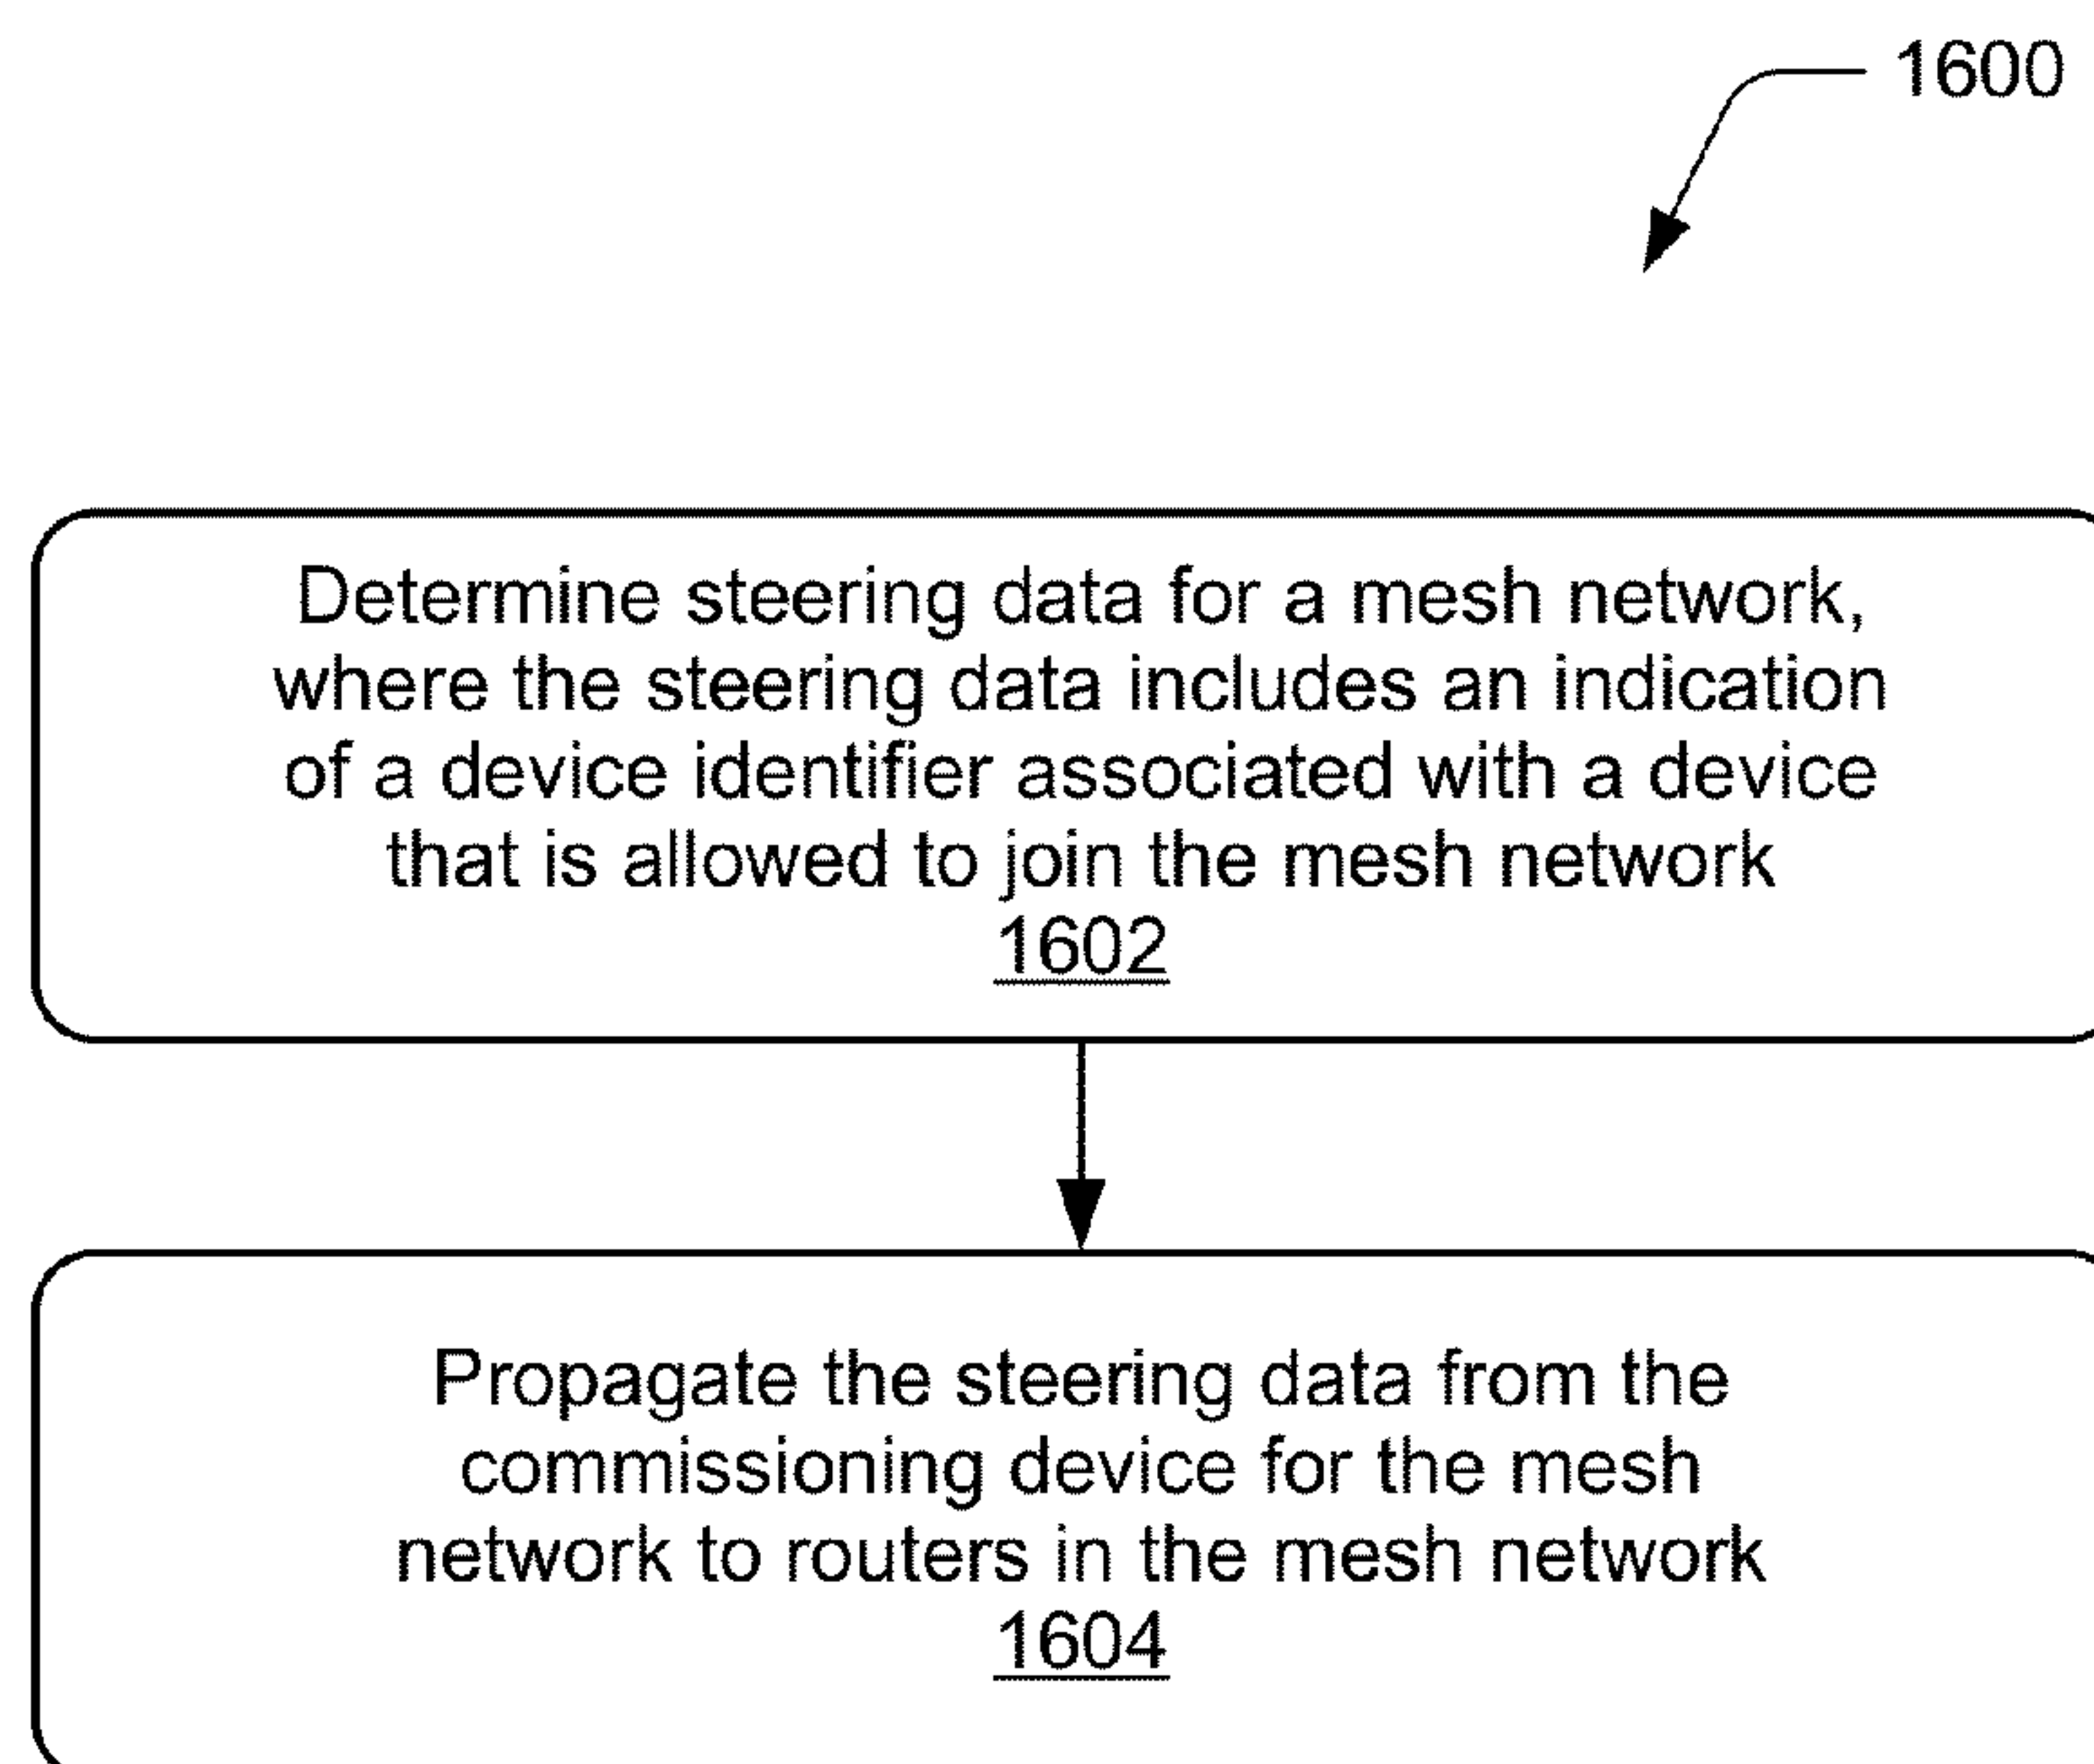 1600
Determine steering data for a mesh network,
where the steering data includes an indication
of a device identifier associated with a device
that is allowed to join the mesh network
1602
Propagate the steering data from the
commissioning device for the mesh
network to routers in the mesh network
1604